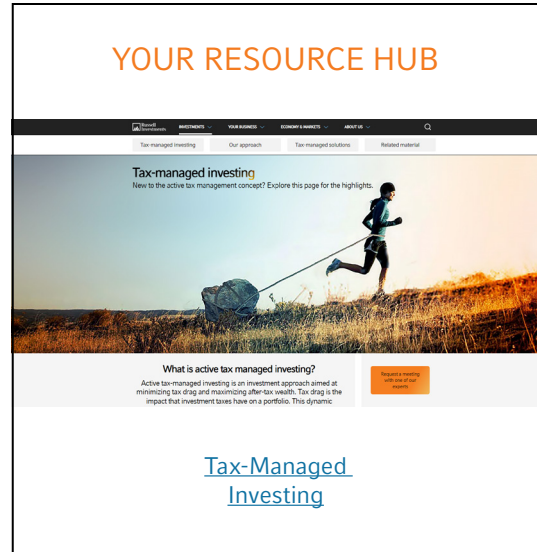 YOUR RESOURCE HUB
Russell
Investments
INVESTMENTS
YOUR BUSINESS
ECONOMY & MARKETS
ABOUT US
Tax-managed investing
Our approach
Tax-managed solutions
Related material
Tax-managed investing
New to the active tax management concept? Explore this page for the highlights.
What is active tax managed investing?
Active tax-managed investing is an investment approach aimed at
minimizing tax drag and maximizing after-tax wealth. Tax drag is the
impact that investment taxes have on a portfolio. This dynamic
Request a meeting
with one of our
experts
Tax-Managed
Investing